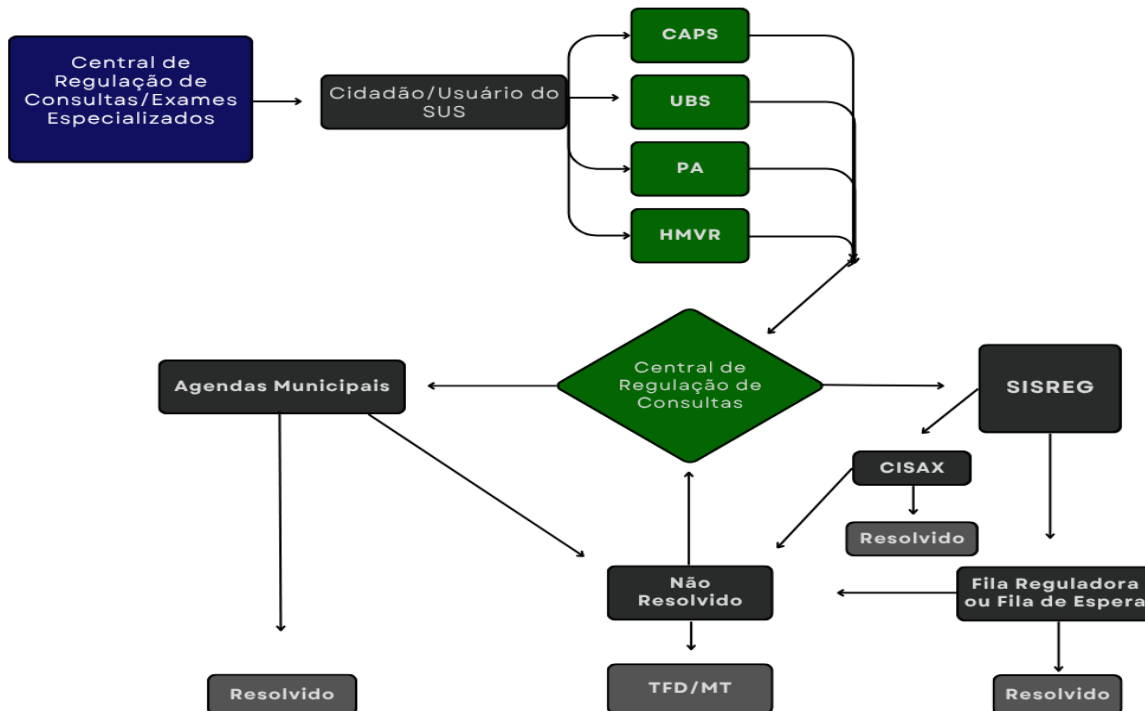 Central de
Regulação de
Consultas/Exames
Especializados
Cidadão/Usuário do
SUS
CAPS
UBS
PA
HMVR
Central de
Regulação de
Consultas
Agendas Municipais
SISREG
CISAX
Resolvido
Não
Resolvido
Fila Reguladora
ou Fila de Espera
Resolvido
TFD/MT
Resolvido